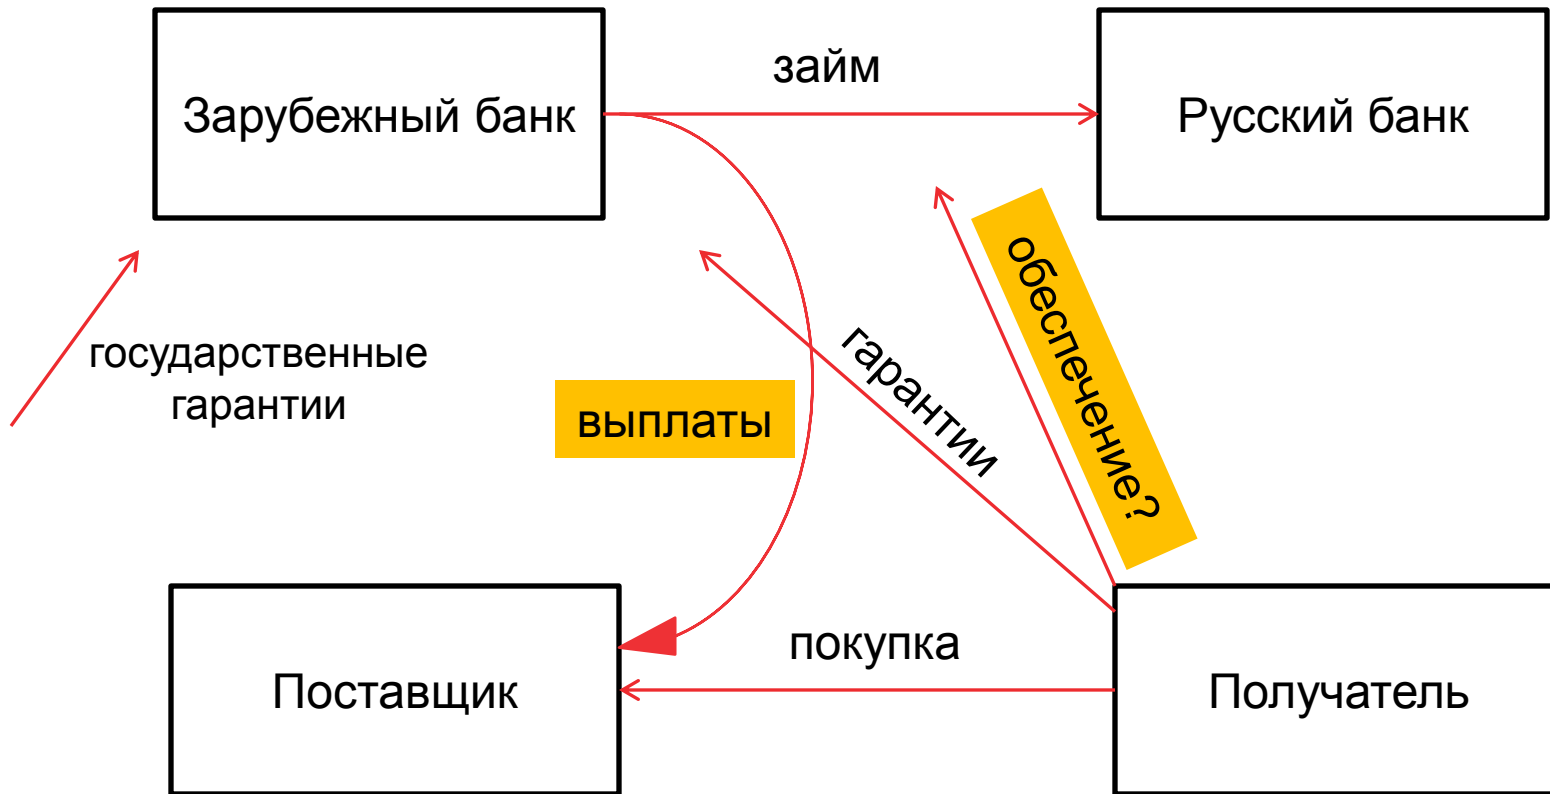 займ
Зарубежный банк
Русский банк
обеспечение?
государственные
гарантии
гарантии
выплаты
покупка
Поставщик
Получатель